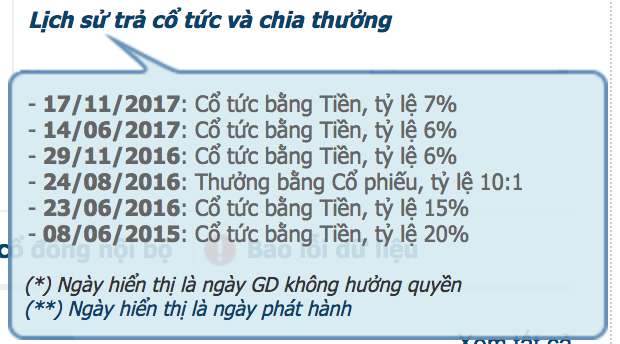 Lịch sử trả cổ tức và chia thưởng
- 17/11/2017: Cổ tức bằng Tiền, tỷ lệ 7%
- 14/06/2017: Cổ tức bằng Tiền, tỷ lệ 6%
- 29/11/2016: Cổ tức bằng Tiền, tỷ lệ 6%
- 24/08/2016: Thưởng bằng Cổ phiếu, tỷ lệ 10:1
- 23/06/2016: Cổ tức bằng Tiền, tỷ lệ 15%
- 08/06/2015: Cổ tức bằng Tiền, tỷ lệ 20%
cổ đông nội bộ Báo lỗi dữ liệu
(*) Ngày hiển thị là ngày GD không hưởng quyền
(**) Ngày hiển thị là ngày phát hành
Xem tất cả